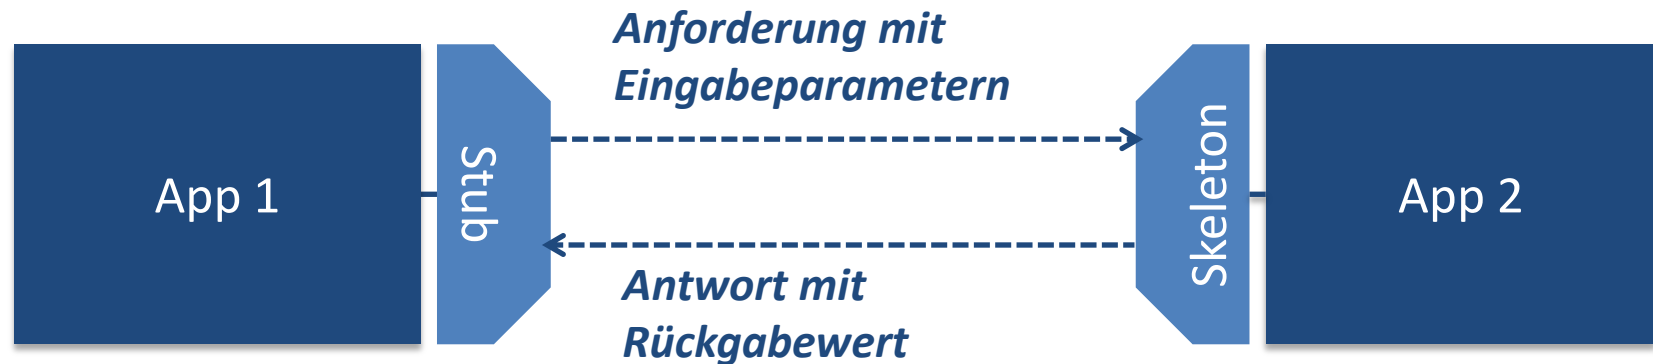 Anforderung mit
Eingabeparametern
App 1
Stub
Skeleton
App 2
Antwort mit
Rückgabewert